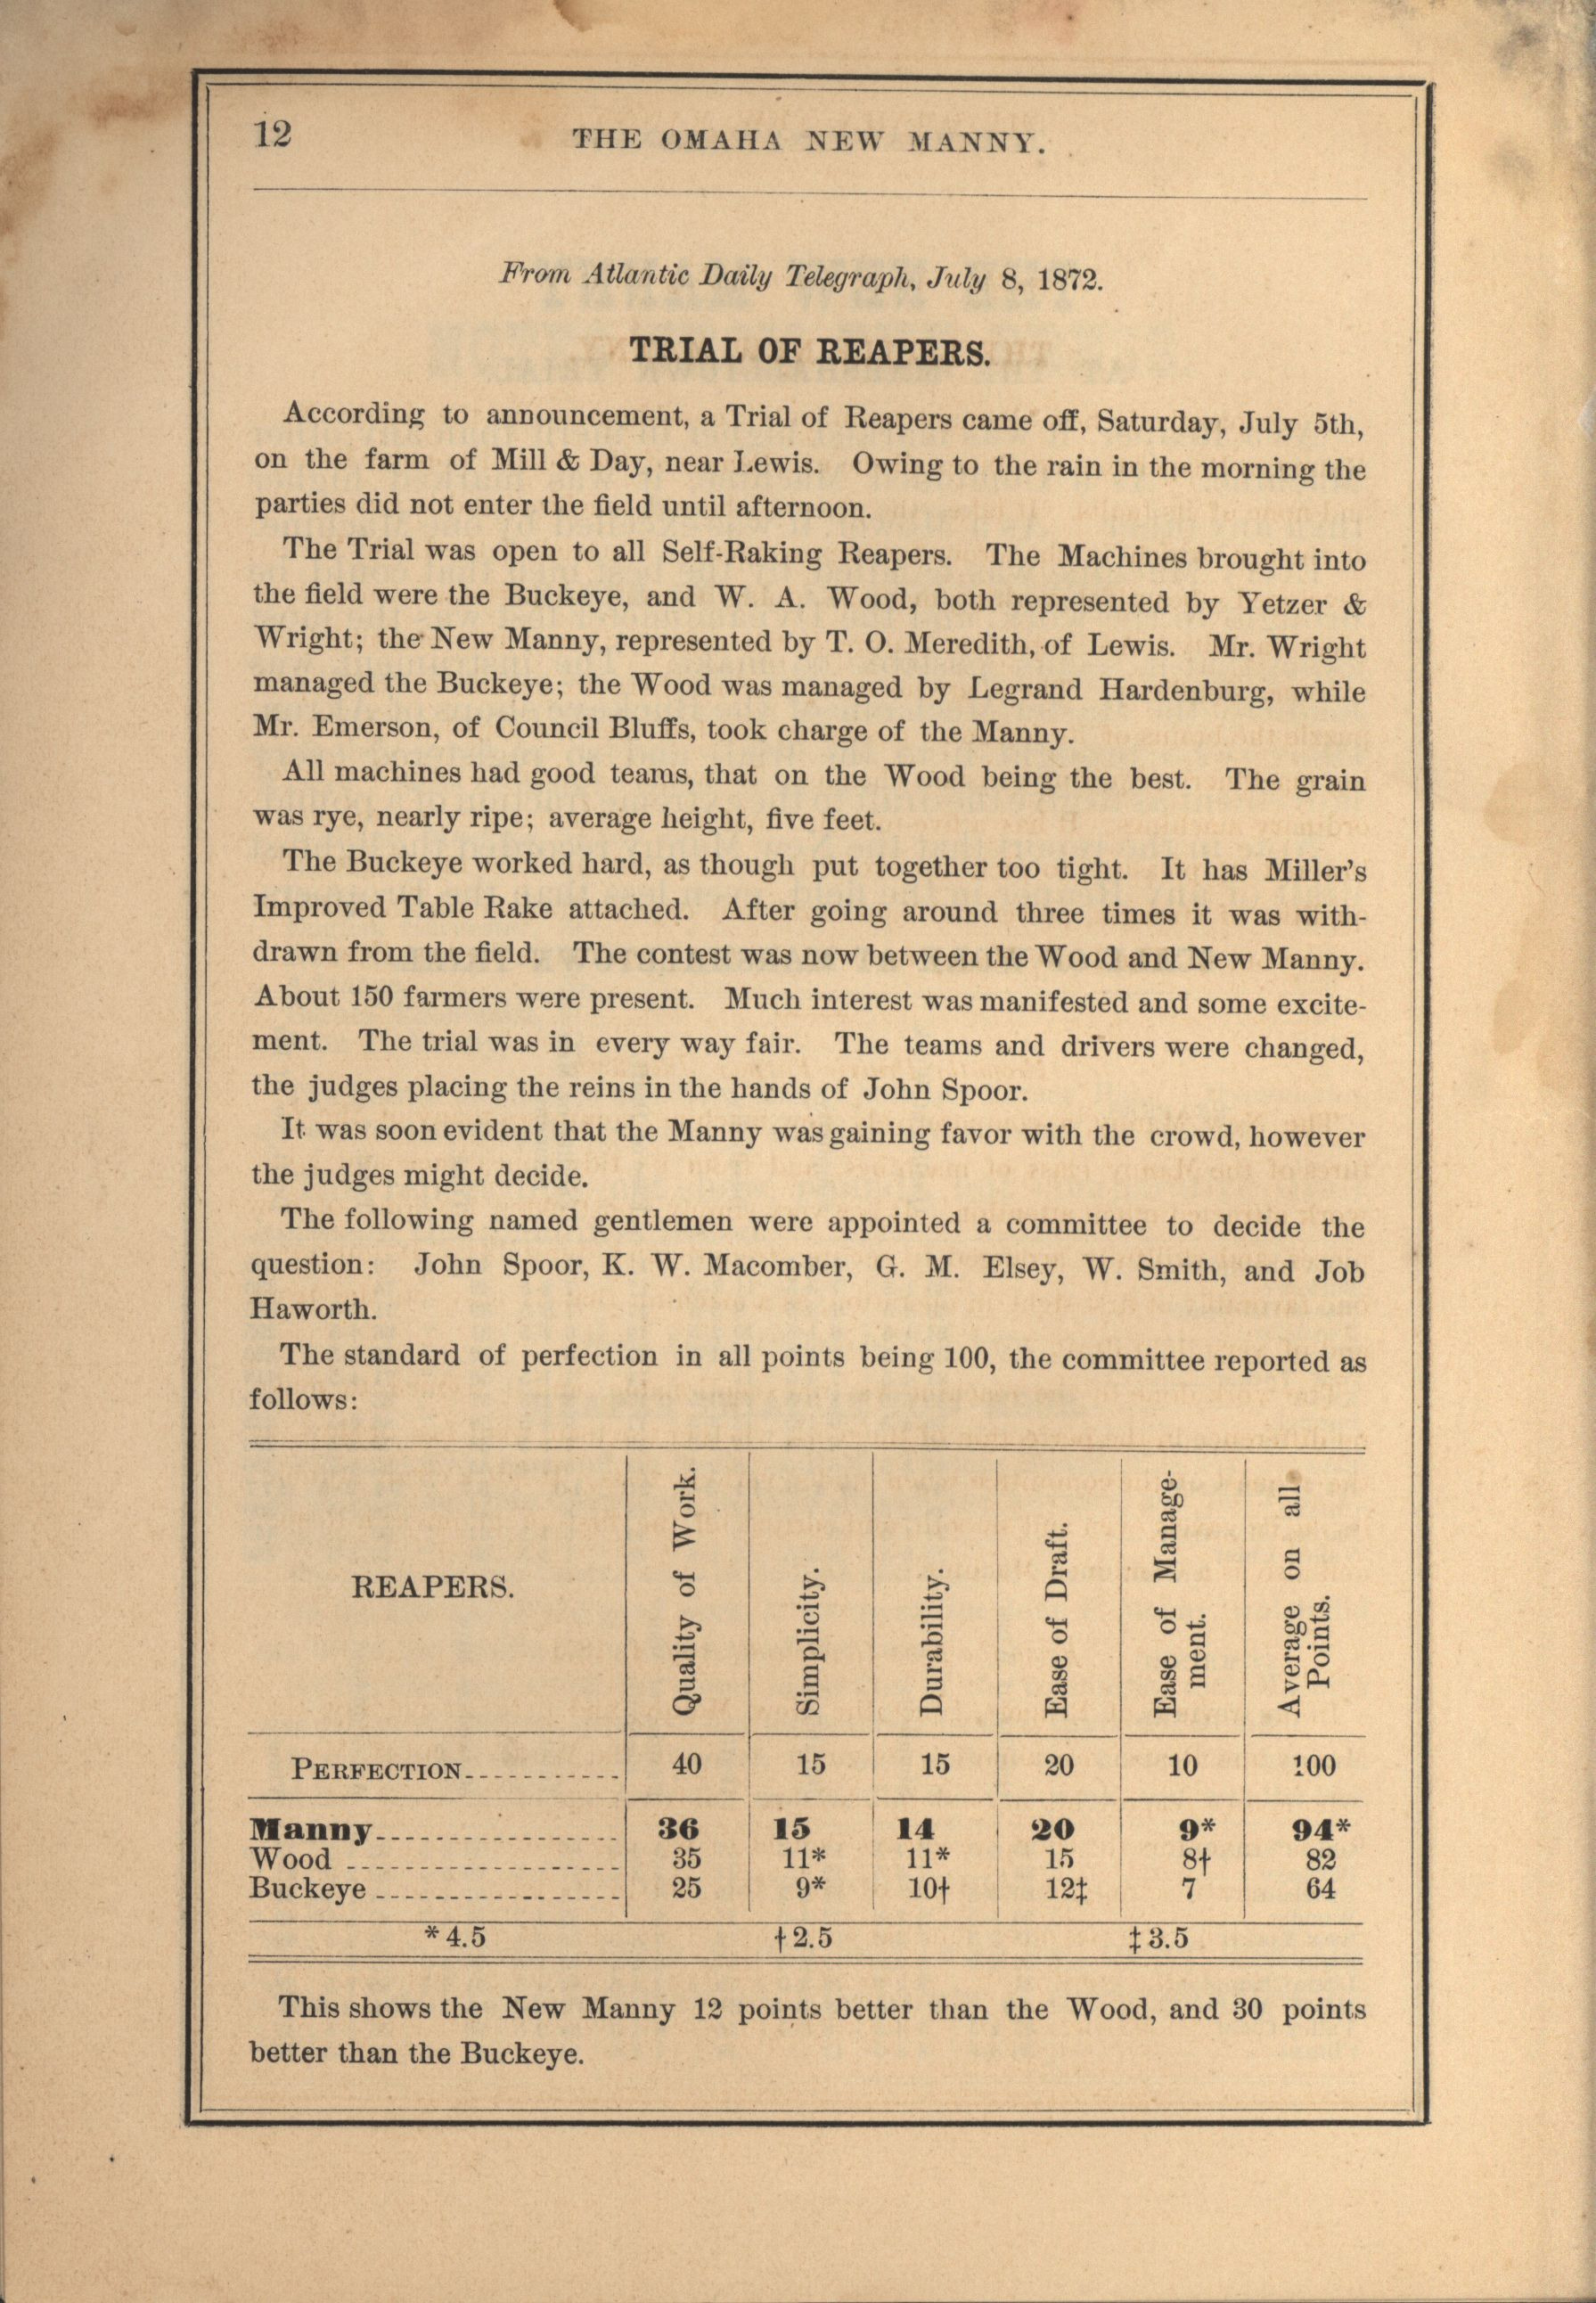 12 THE OMAHA NEW MANNY.
From Atlantic Daily Telegraph, July 8, 1872.
TRIAL OF REAPERS.
According to announcement, a Trial of Reapers came off, Saturday, July 5th,
on the farm of Mill & Day, near Lewis. Owing to the rain in the morning the
parties did not enter the field until afternoon.
The Trial was open to all Self-Raking Reapers. The Machines brought into
the field were the Buckeye, and W. A. Wood, both represented by Yetzer &
Wright; the New Manny, represented by T. O. Meredith, of Lewis. Mr. Wright
managed the Buckeye; the Wood was managed by Legrand Hardenburg, while
Mr. Emerson, of Council Bluffs, took charge of the Manny.
All machines had good teams, that on the Wood being the best. The grain
was rye, nearly ripe; average height, five feet.
The Buckeye worked hard, as though put together too tight. It has Miller's
Improved Table Rake attached. After going around three times it was with-
drawn from the field. The contest was now between the Wood and New Manny.
About 150 farmers were present. Much interest was manifested and some excite-
ment. The trial was in every way fair. The teams and drivers were changed,
the judges placing the reins in the hands of John Spoor.
It was soon evident that the Manny was gaining favor with the crowd, however
the judges might decide.
The following named gentlemen were appointed a committee to decide the
question: John Spoor, K. W. Macomber, G. M. Elsey, W. Smith, and Job
Haworth.
The standard of perfection in all points being 100, the committee reported as
follows:
REAPERS.
Quality of Work.
Simplicity.
Durability.
Ease of Draft.
Ease of Manage-
ment.
Average on all
Points.
PERFECTION 40 15 15 20 10 100
Manny 36 15 14 20 9* 94*
Wood 35 11* 11* 15 8† 82
Buckeye 25 9* 10† 12‡ 7 64
* 4.5 † 2.5 ‡ 3.5
This shows the New Manny 12 points better than the Wood, and 30 points
better than the Buckeye.